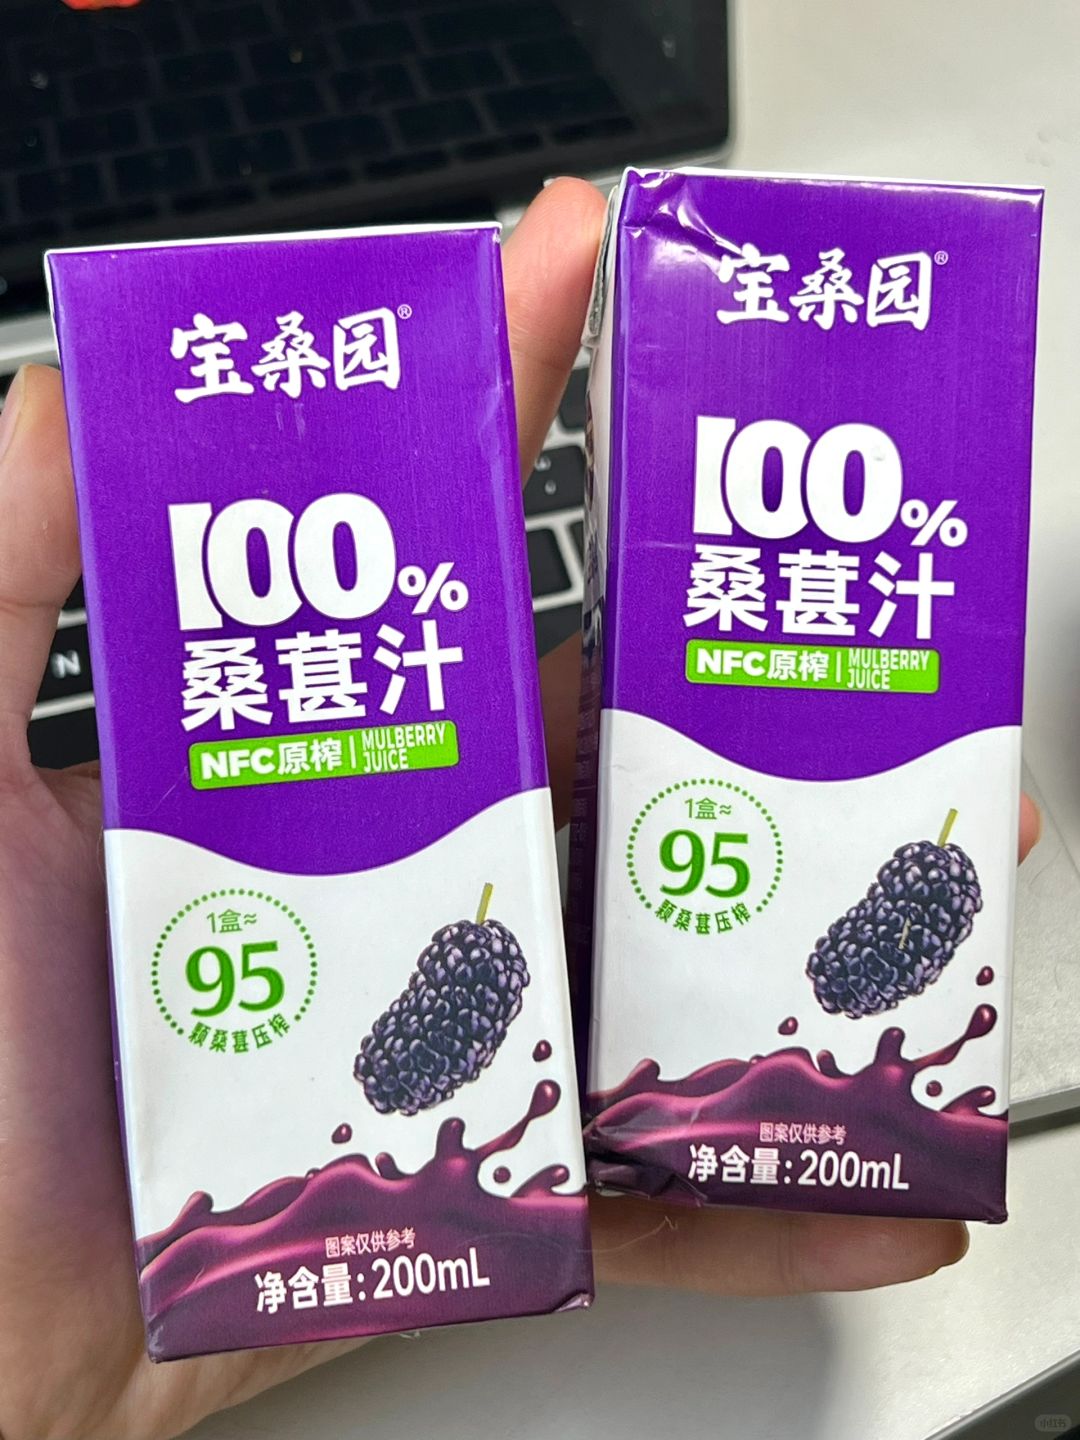 宝桑园®
100%
桑葚汁
NFC原榨 | MULBERRY JUICE
1盒≈
95
颗桑葚压榨
图案仅供参考
净含量:200mL
宝桑园®
100%
桑葚汁
NFC原榨 | MULBERRY JUICE
1盒≈
95
颗桑葚压榨
图案仅供参考
净含量:200mL
N
小红书